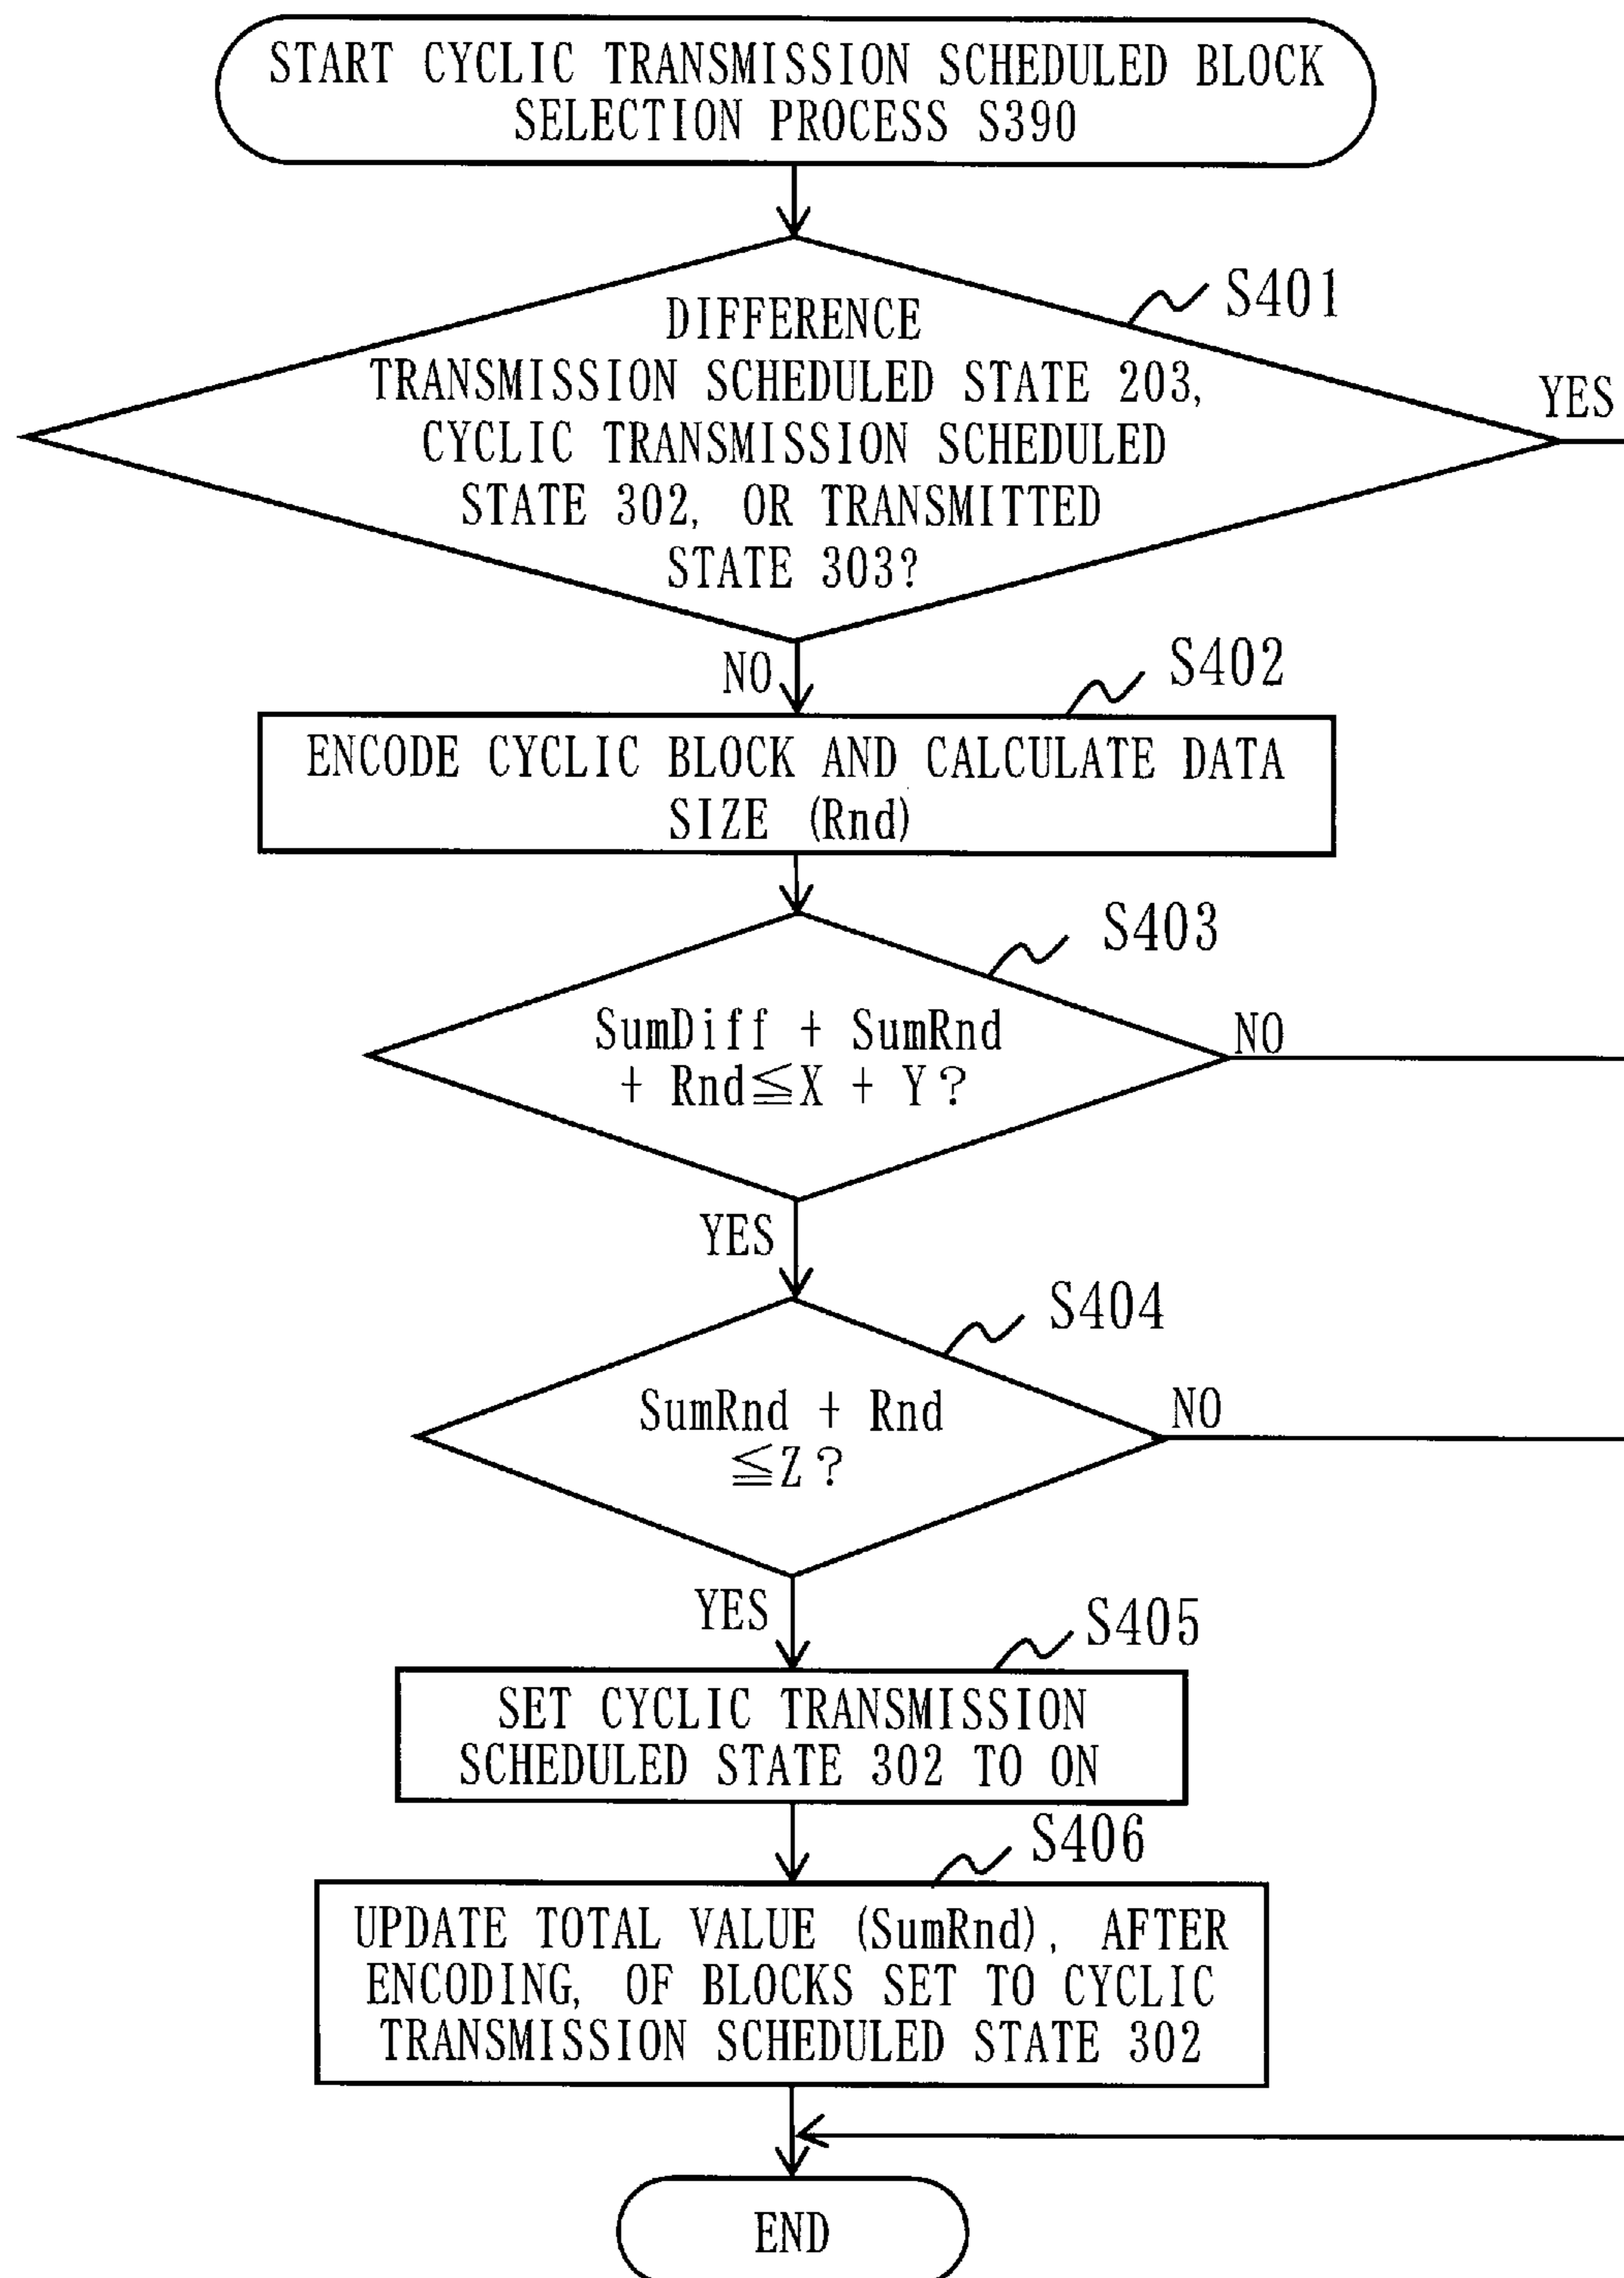 START CYCLIC TRANSMISSION SCHEDULED BLOCK
SELECTION PROCESS S390
S401
DIFFERENCE
TRANSMISSION SCHEDULED STATE 203,
CYCLIC TRANSMISSION SCHEDULED
STATE 302, OR TRANSMITTED
STATE 303?
YES
NO
S402
ENCODE CYCLIC BLOCK AND CALCULATE DATA
SIZE (Rnd)
S403
SumDiff + SumRnd
+ Rnd≦X + Y?
NO
YES
S404
SumRnd + Rnd
≦Z?
NO
YES
S405
SET CYCLIC TRANSMISSION
SCHEDULED STATE 302 TO ON
S406
UPDATE TOTAL VALUE (SumRnd), AFTER
ENCODING, OF BLOCKS SET TO CYCLIC
TRANSMISSION SCHEDULED STATE 302
END